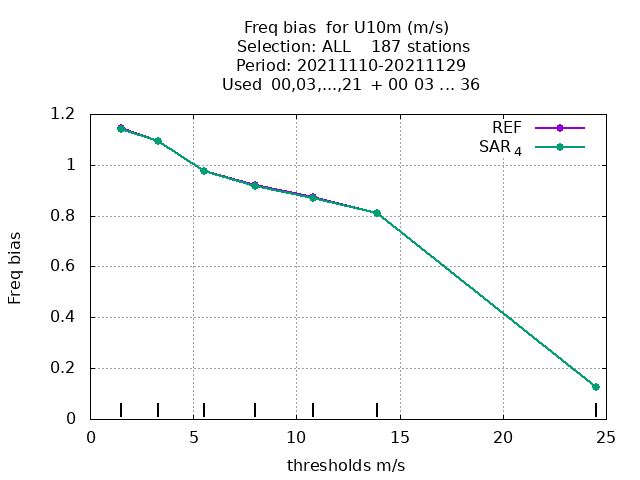 Freq bias for U10m (m/s)
Selection: ALL 187 stations
Period: 20211110-20211129
Used 00,03,...,21 + 00 03 ... 36
REF
SAR 4
1.2
1
0.8
0.6
0.4
0.2
0
Freq bias
0 5 10 15 20 25
thresholds m/s